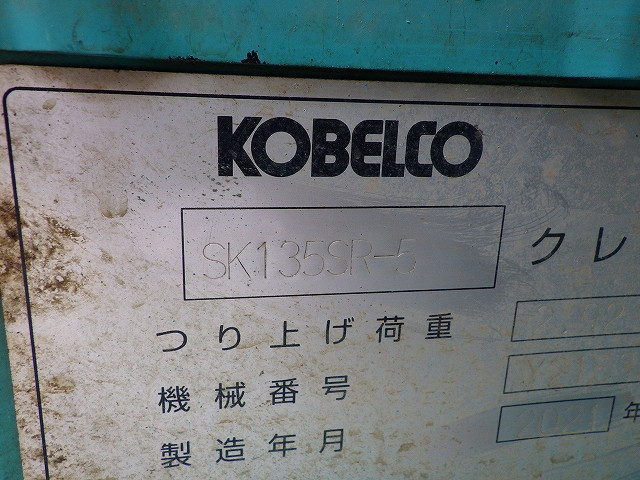 KOBELCO
SK135SR-5 クレ
つり上げ荷重
機械番号
製造年月 年